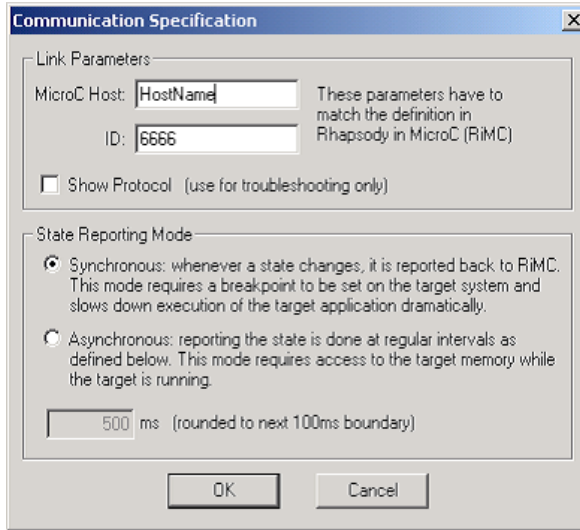 Communication Specification
Link Parameters
MicroC Host: HostName
These parameters have to
match the definition in
Rhapsody in MicroC (RiMC)
ID: 6666
Show Protocol (use for troubleshooting only)
State Reporting Mode
Synchronous: whenever a state changes, it is reported back to RiMC.
This mode requires a breakpoint to be set on the target system and
slows down execution of the target application dramatically.
Asynchronous: reporting the state is done at regular intervals as
defined below. This mode requires access to the target memory while
the target is running.
500 ms (rounded to next 100ms boundary)
OK Cancel